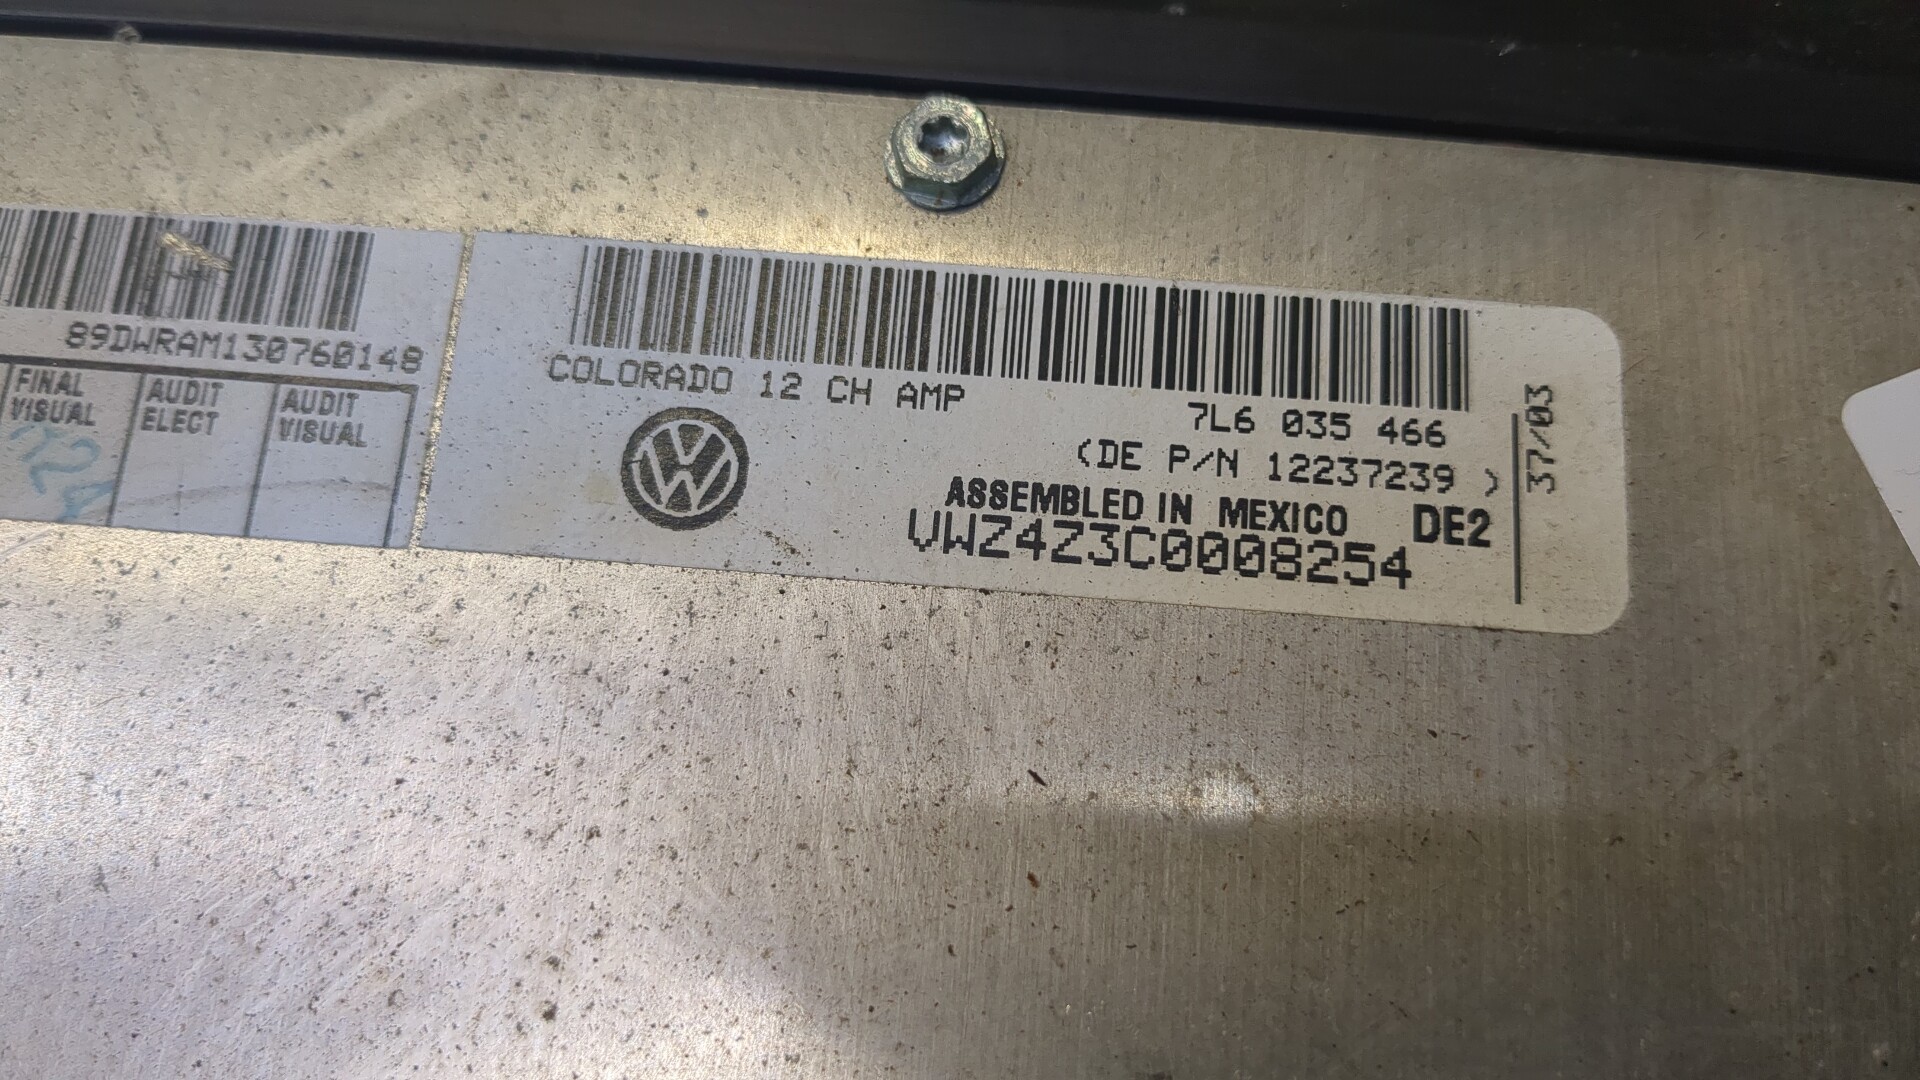 89DWRAM130760148
FINAL VISUAL
AUDIT ELECT
AUDIT VISUAL
COLORADO 12 CH AMP
7L6 035 466
(DE P/N 12237239 )
ASSEMBLED IN MEXICO DE2
VWZ4Z3C0008254
37/03